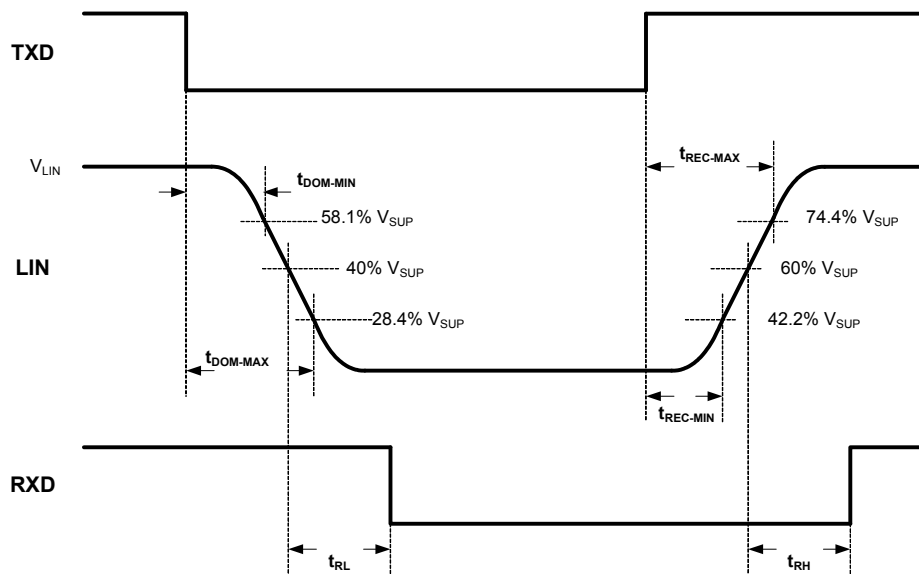 TXD
V_LIN
t_DOM-MIN
t_REC-MAX
58.1% V_SUP
74.4% V_SUP
LIN
40% V_SUP
60% V_SUP
28.4% V_SUP
42.2% V_SUP
t_DOM-MAX
t_REC-MIN
RXD
t_RL
t_RH